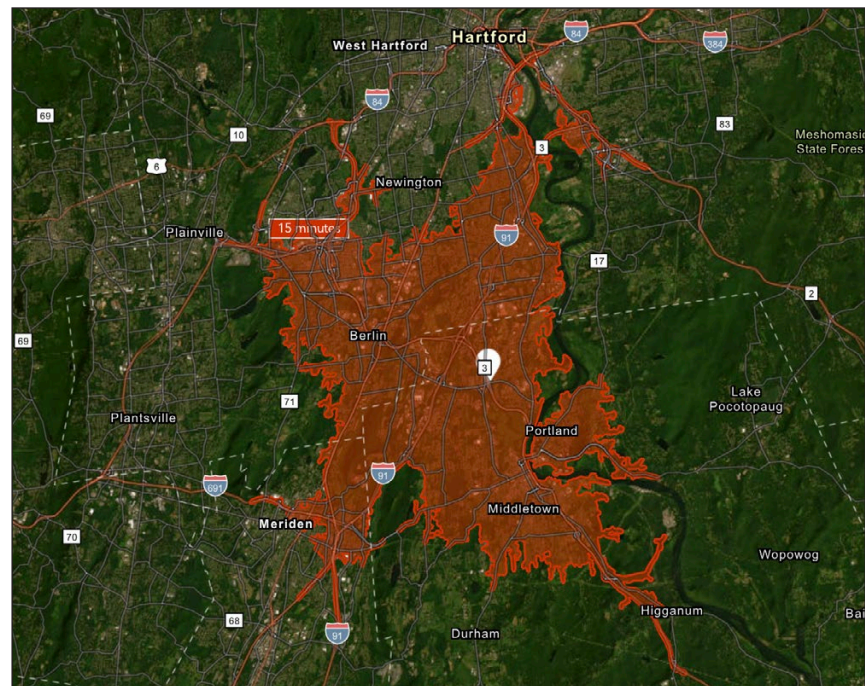 Hartford
84
384
West Hartford
84
69
10
83
Meshomasic
State Fores
6
3
Newington
15 minutes
Plainville
91
17
2
69
Berlin
3
71
Lake
Pocotopaug
Plantsville
Portland
91
691
Middletown
Meriden
70
Wopowog
68
Higganum
Bai
91
Durham